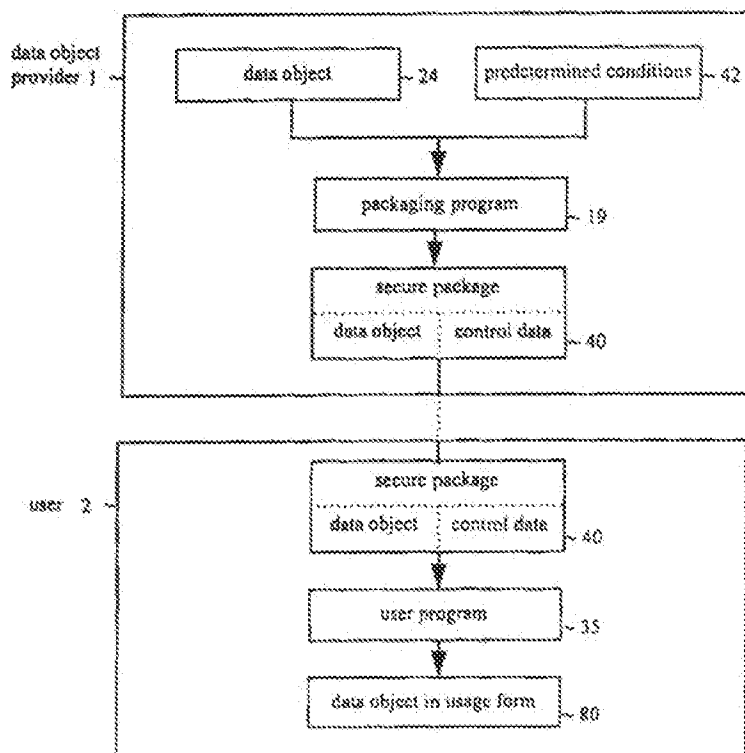 data object
provider 1
data object
24
predetermined conditions
42
packaging program
19
secure package
data object
control data
40
user 2
secure package
data object
control data
40
user program
35
data object in usage form
80